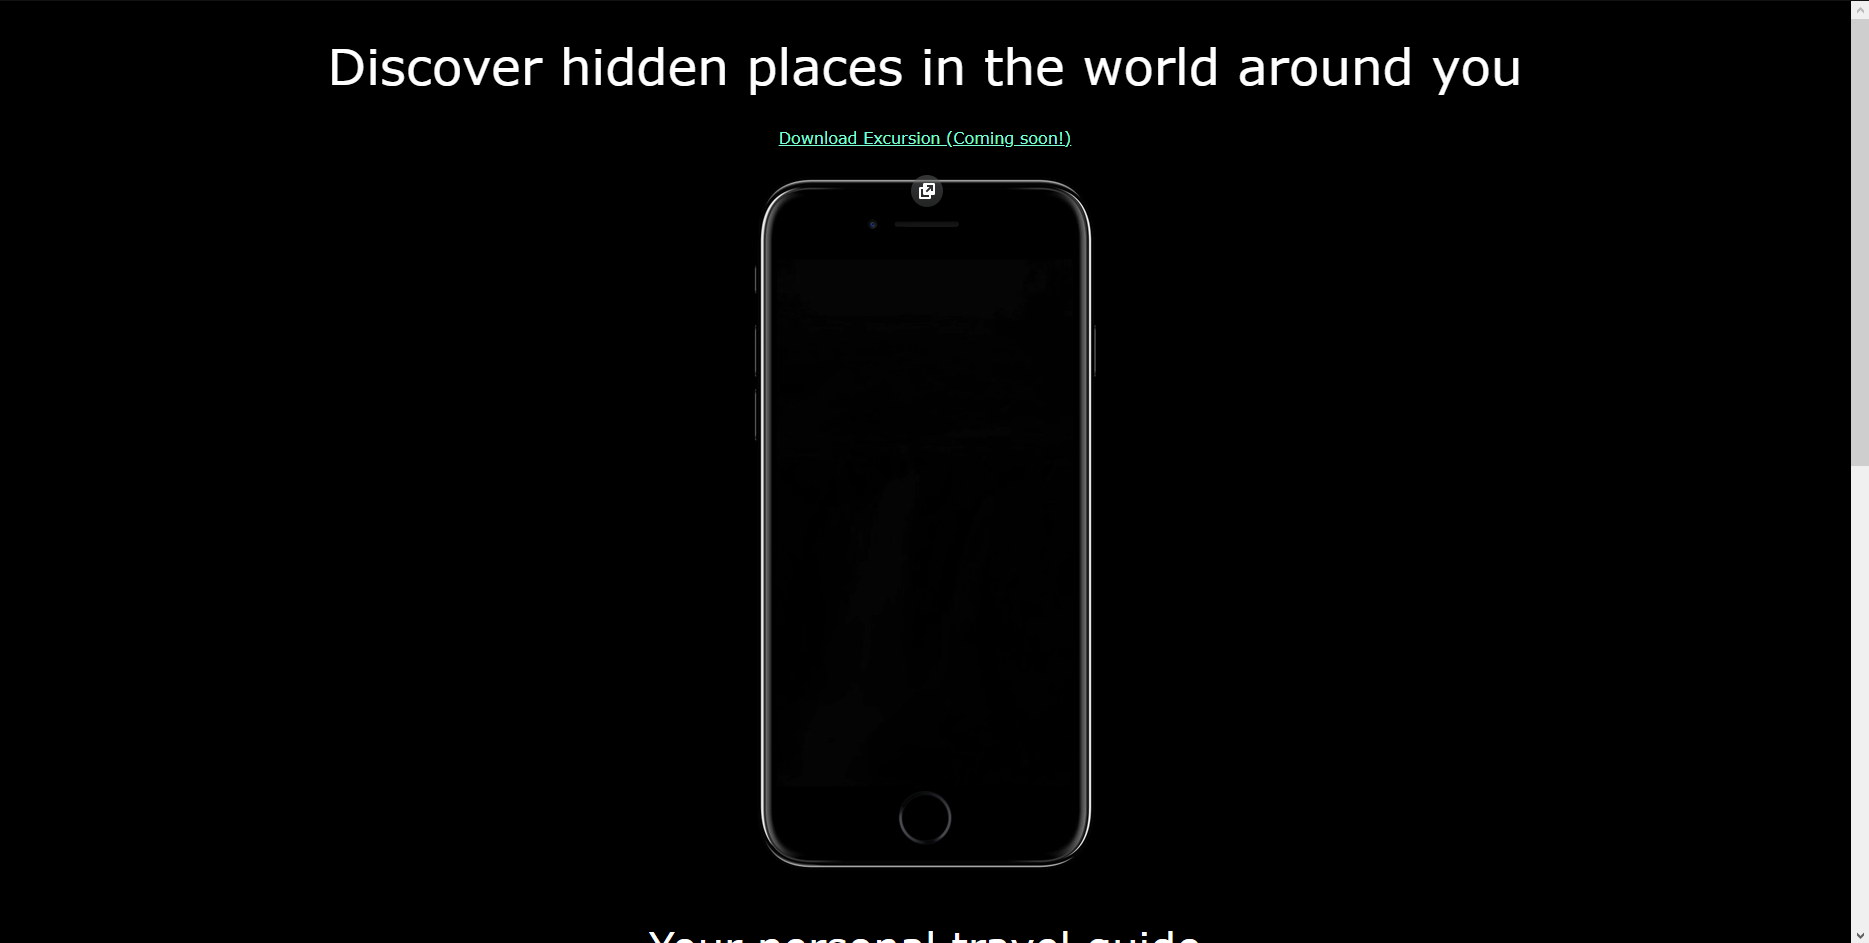 Discover hidden places in the world around you
Download Excursion (Coming soon!)
Your personal travel guide